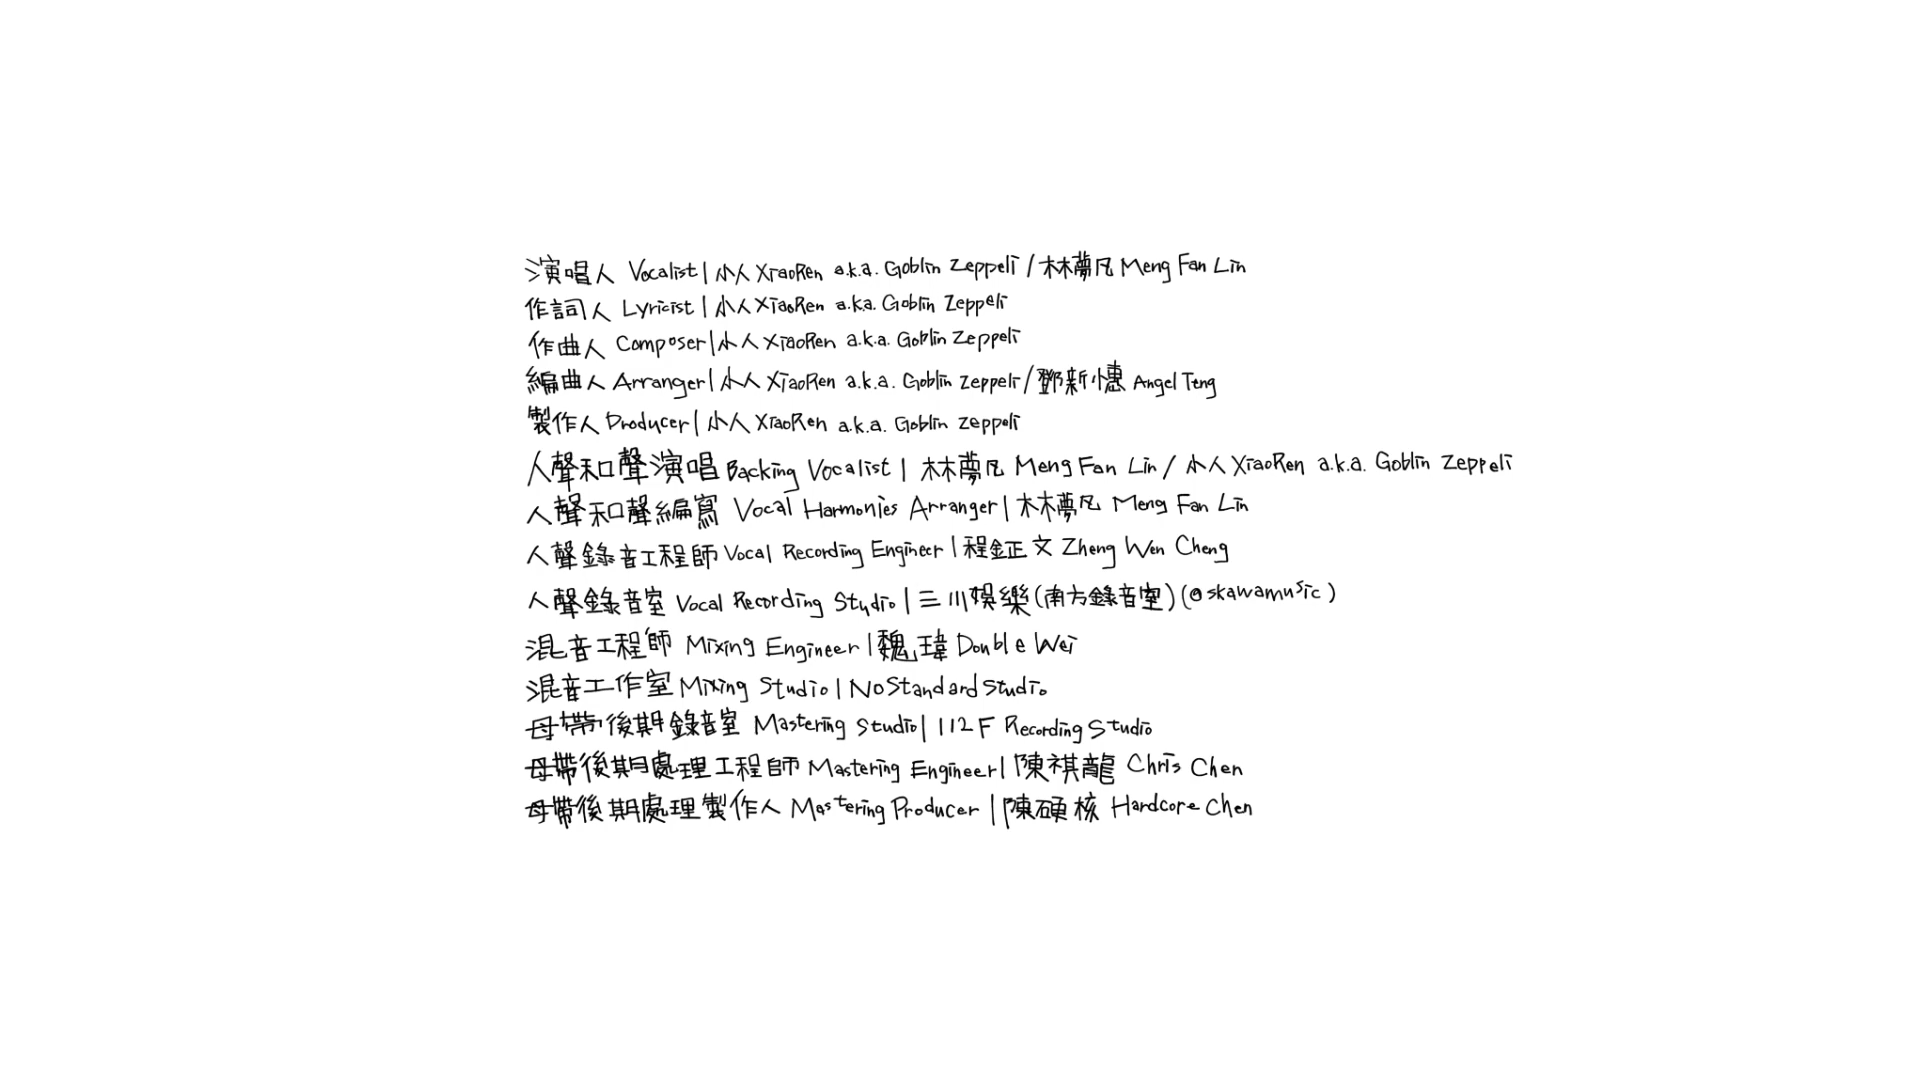 演唱人 Vocalist|小人 XiaoRen a.k.a. Goblin Zeppeli/林夢凡 Meng Fan Lin
作詞人 Lyricist|小人 XiaoRen a.k.a. Goblin Zeppeli
作曲人 Composer|小人 XiaoRen a.k.a. Goblin Zeppeli
編曲人 Arranger|小人 XiaoRen a.k.a. Goblin Zeppeli/鄧新憓 Angel Teng
製作人 Producer|小人 XiaoRen a.k.a. Goblin Zeppeli
人聲和聲演唱 Backing Vocalist|林夢凡 Meng Fan Lin/小人 XiaoRen a.k.a. Goblin Zeppeli
人聲和聲編寫 Vocal Harmonies Arranger|林夢凡 Meng Fan Lin
人聲錄音工程師 Vocal Recording Engineer|程鉦文 Zheng Wen Cheng
人聲錄音室 Vocal Recording Studio|三川娛樂(南方錄音室)(@skawamusic)
混音工程師 Mixing Engineer|魏瑋 Double Wei
混音工作室 Mixing Studio|NoStandardStudio
母帶後期錄音室 Mastering Studio|112F Recording Studio
母帶後期處理工程師 Mastering Engineer|陳祺龍 Chris Chen
母帶後期處理製作人 Mastering Producer|陳碩核 Hardcore Chen